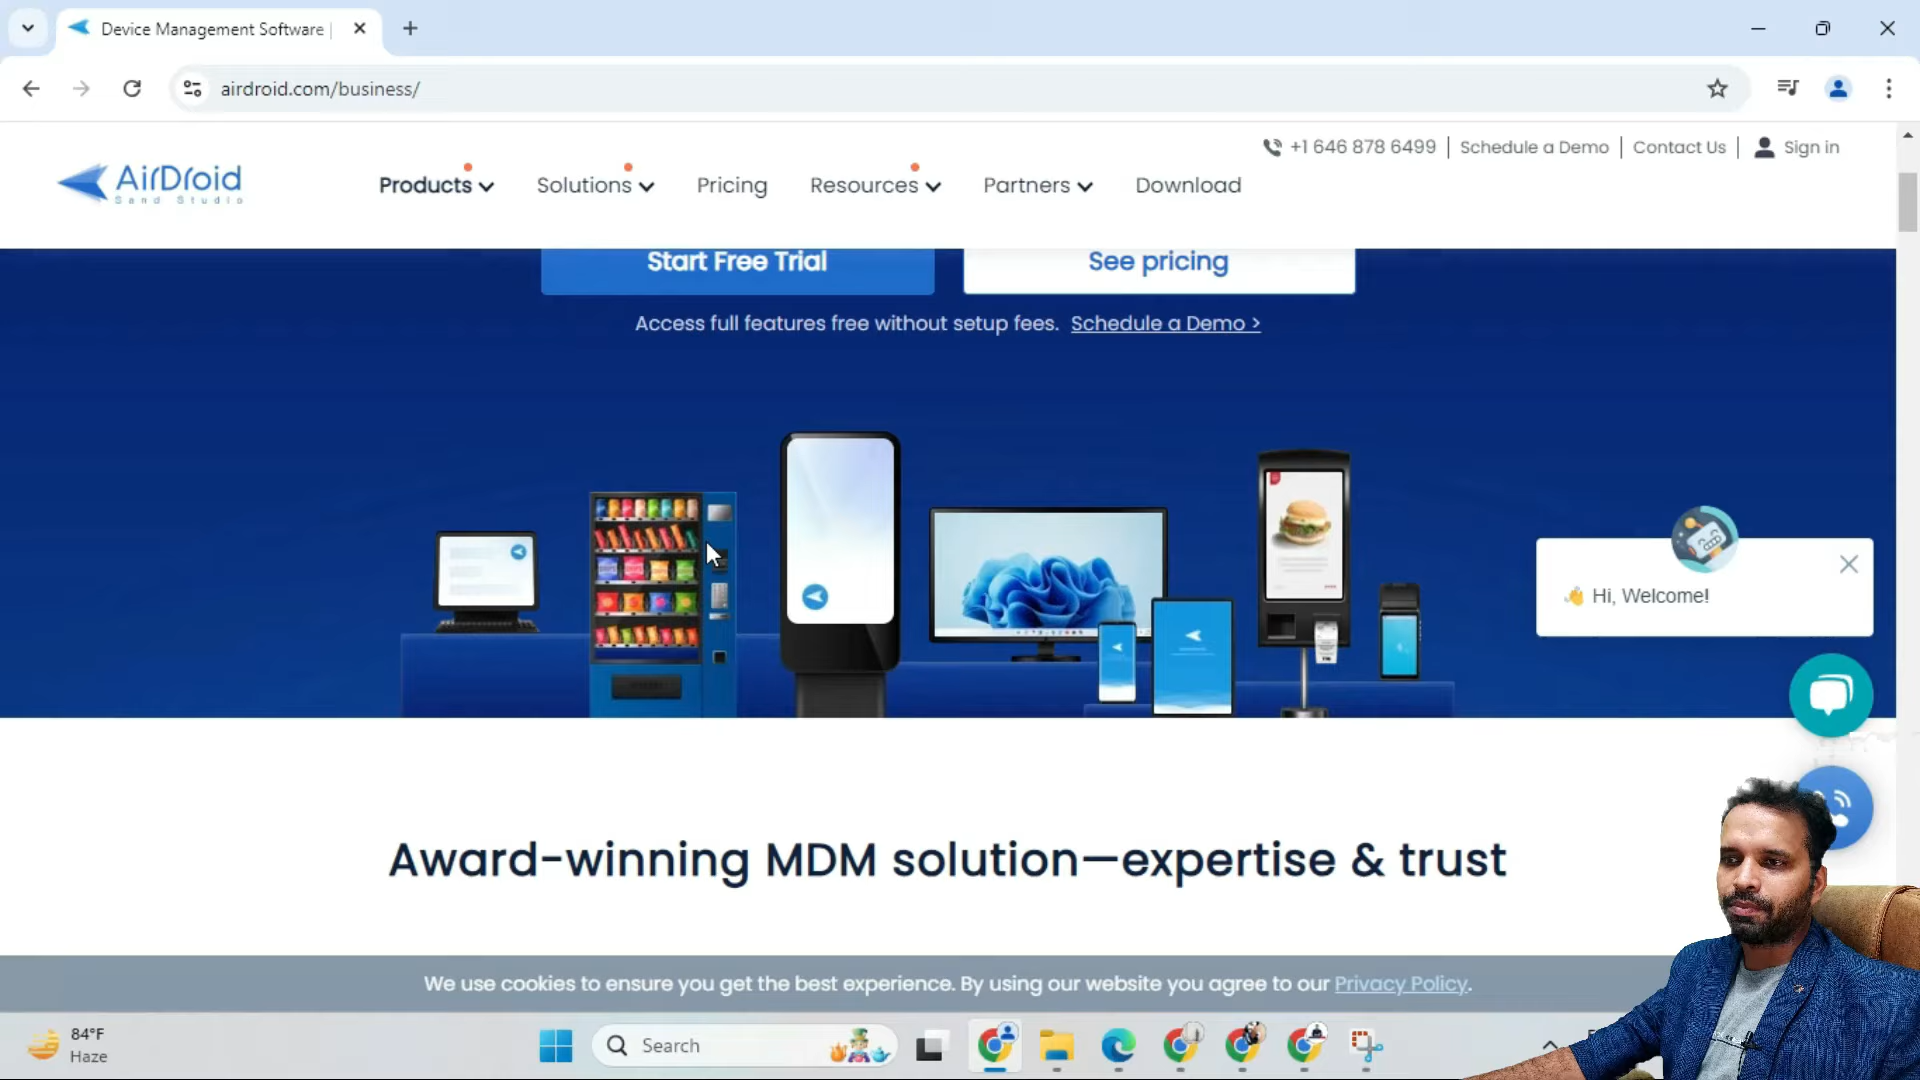 Device Management Software |
airdroid.com/business/
+1 646 878 6499 | Schedule a Demo | Contact Us | Sign in
AirDroid
Sand Studio
Products Solutions Pricing Resources Partners Download
Start Free Trial
See pricing
Access full features free without setup fees. Schedule a Demo >
👋 Hi, Welcome!
Award-winning MDM solution—expertise & trust
We use cookies to ensure you get the best experience. By using our website you agree to our Privacy Policy.
84°F
Haze
Search